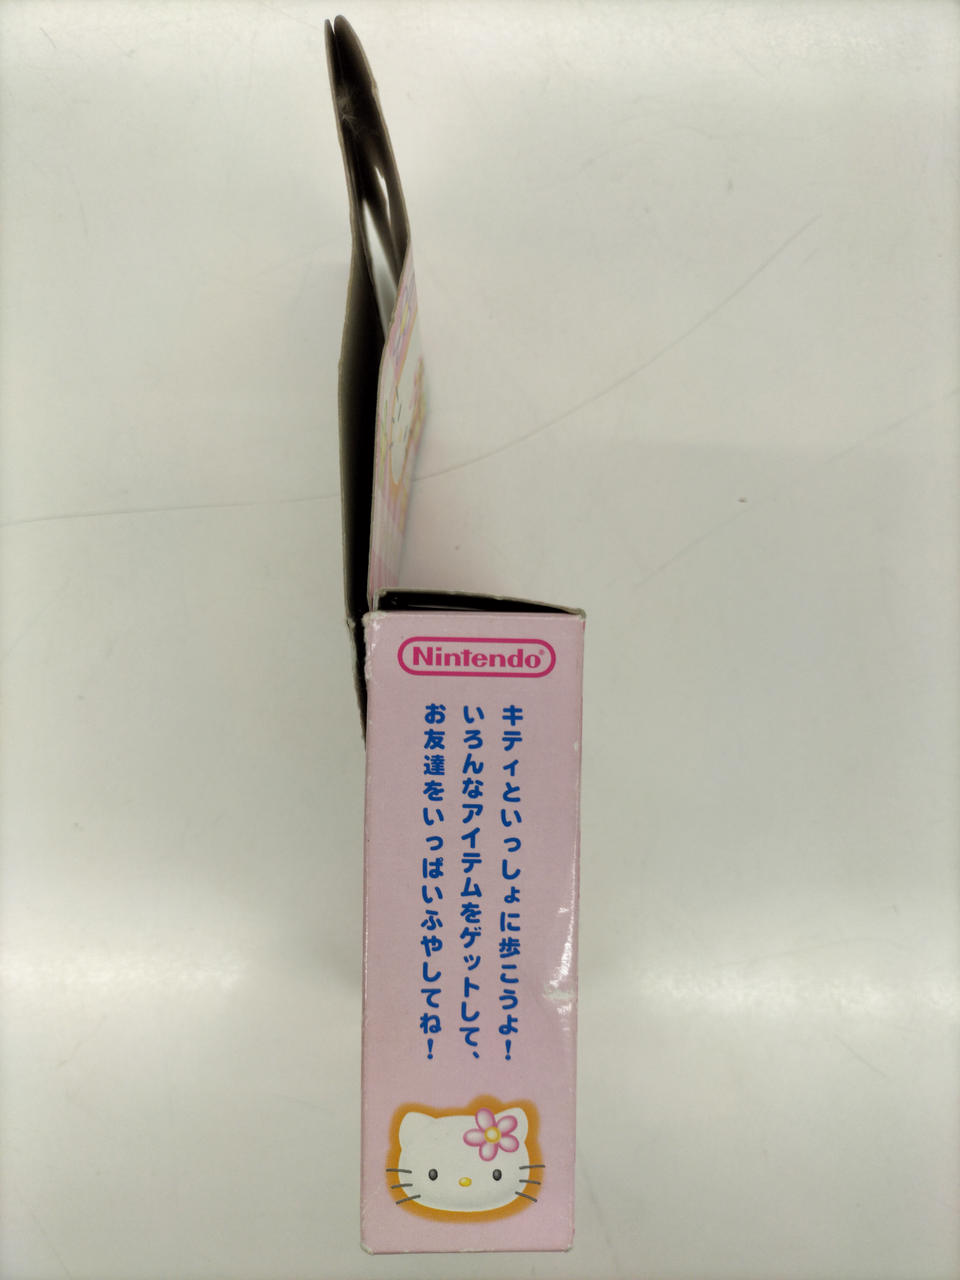 Nintendo®
キティといっしょに歩こうよ！
いろんなアイテムをゲットして、
お友達をいっぱいふやしてね！